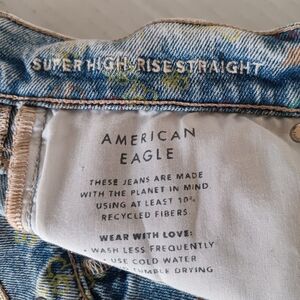 SUPER HIGH-RISE STRAIGHT
AMERICAN
EAGLE
THESE JEANS ARE MADE
WITH THE PLANET IN MIND
USING AT LEAST 10%
RECYCLED FIBERS
WEAR WITH LOVE:
WASH LESS FREQUENTLY
• USE COLD WATER
TUMBLE DRYING